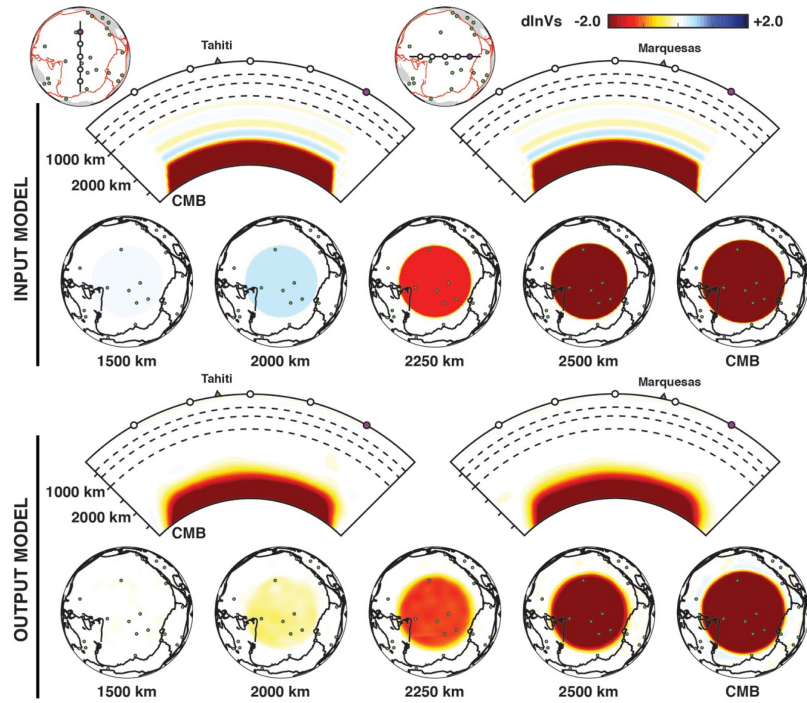 dlnVs -2.0 +2.0
Tahiti
Marquesas
1000 km
2000 km
CMB
INPUT MODEL
1500 km 2000 km 2250 km 2500 km CMB
Tahiti
Marquesas
1000 km
2000 km
CMB
OUTPUT MODEL
1500 km 2000 km 2250 km 2500 km CMB